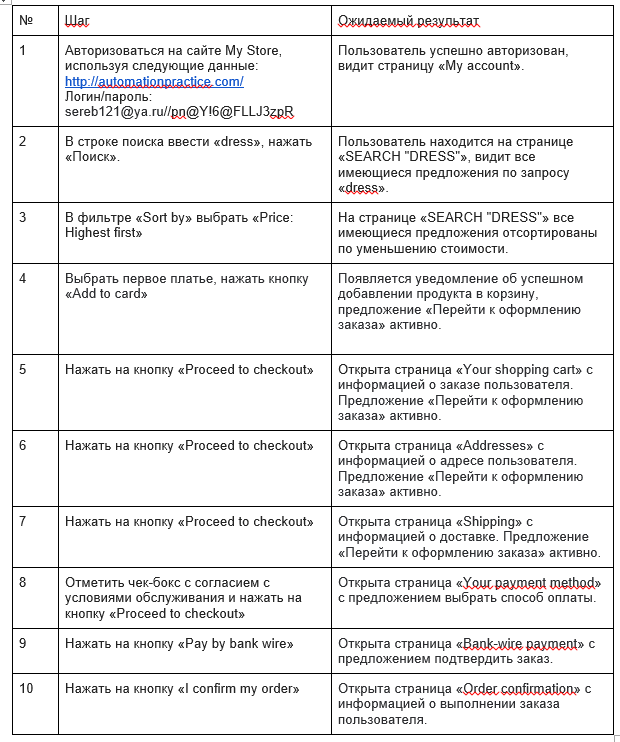 № Шаг Ожидаемый результат
1 Авторизоваться на сайте My Store, Пользователь успешно авторизован,
используя следующие данные: видит страницу «My account».
http://automationpractice.com/
Логин/пароль:
sereb121@ya.ru//pn@Y!6@FLLJ3zpR
2 В строке поиска ввести «dress», нажать Пользователь находится на странице
«Поиск». «SEARCH "DRESS"», видит все
имеющиеся предложения по запросу
«dress».
3 В фильтре «Sort by» выбрать «Price: На странице «SEARCH "DRESS"» все
Highest first» имеющиеся предложения отсортированы
по уменьшению стоимости.
4 Выбрать первое платье, нажать кнопку Появляется уведомление об успешном
«Add to card» добавлении продукта в корзину,
предложение «Перейти к оформлению
заказа» активно.
5 Нажать на кнопку «Proceed to checkout» Открыта страница «Your shopping cart» с
информацией о заказе пользователя.
Предложение «Перейти к оформлению
заказа» активно.
6 Нажать на кнопку «Proceed to checkout» Открыта страница «Addresses» с
информацией о адресе пользователя.
Предложение «Перейти к оформлению
заказа» активно.
7 Нажать на кнопку «Proceed to checkout» Открыта страница «Shipping» с
информацией о доставке. Предложение
«Перейти к оформлению заказа» активно.
8 Отметить чек-бокс с согласием с Открыта страница «Your payment method»
условиями обслуживания и нажать на с предложением выбрать способ оплаты.
кнопку «Proceed to checkout»
9 Нажать на кнопку «Pay by bank wire» Открыта страница «Bank-wire payment» с
предложением подтвердить заказ.
10 Нажать на кнопку «I confirm my order» Открыта страница «Order confirmation» с
информацией о выполнении заказа
пользователя.